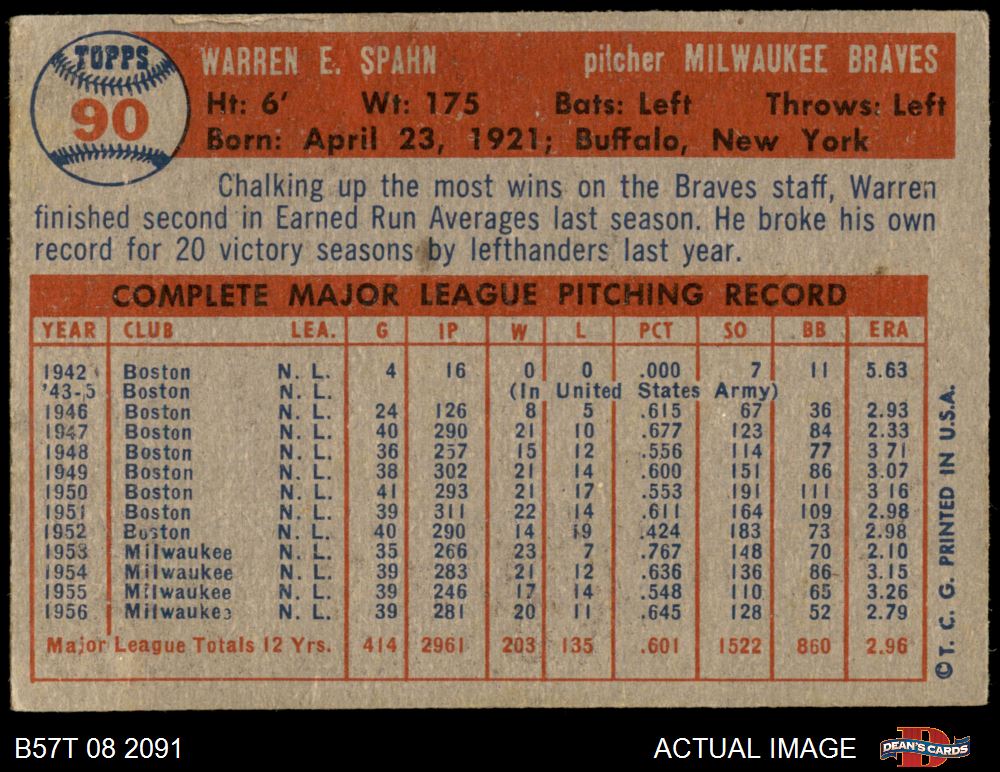 TOPPS
90
WARREN E. SPAHN pitcher MILWAUKEE BRAVES
Ht: 6' Wt: 175 Bats: Left Throws: Left
Born: April 23, 1921; Buffalo, New York
Chalking up the most wins on the Braves staff, Warren
finished second in Earned Run Averages last season. He broke his own
record for 20 victory seasons by lefthanders last year.
COMPLETE MAJOR LEAGUE PITCHING RECORD
YEAR CLUB LEA. G IP W L PCT SO BB ERA
1942 Boston N. L. 4 16 0 0 .000 7 11 5.63
'43-5 Boston N. L. (In United States Army)
1946 Boston N. L. 24 126 8 5 .615 67 36 2.93
1947 Boston N. L. 40 290 21 10 .677 123 84 2.33
1948 Boston N. L. 36 257 15 12 .556 114 77 3.71
1949 Boston N. L. 38 302 21 14 .600 151 86 3.07
1950 Boston N. L. 41 293 21 17 .553 191 111 3.16
1951 Boston N. L. 39 311 22 14 .611 164 109 2.98
1952 Boston N. L. 40 290 14 19 .424 183 73 2.98
1953 Milwaukee N. L. 35 266 23 7 .767 148 70 2.10
1954 Milwaukee N. L. 39 283 21 12 .636 136 86 3.15
1955 Milwaukee N. L. 39 246 17 14 .548 110 65 3.26
1956 Milwaukee N. L. 39 281 20 11 .645 128 52 2.79
Major League Totals 12 Yrs. 414 2961 203 135 .601 1522 860 2.96
© T. C. G. PRINTED IN U.S.A.
B57T 08 2091 ACTUAL IMAGE
DEAN'S CARDS